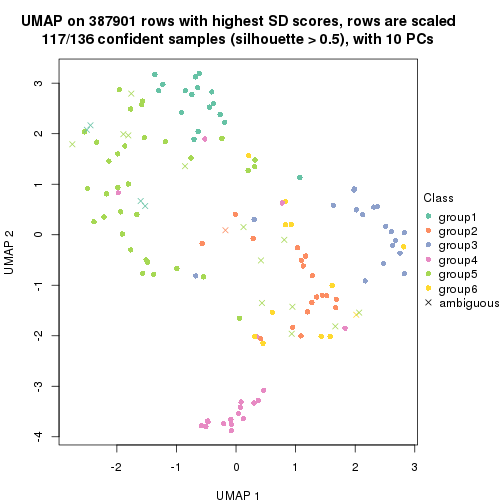 UMAP on 387901 rows with highest SD scores, rows are scaled
117/136 confident samples (silhouette > 0.5), with 10 PCs
3
2
1
0
-1
-2
-3
-4
UMAP 2
-2
-1
0
1
2
3
UMAP 1
Class
group1
group2
group3
group4
group5
group6
ambiguous